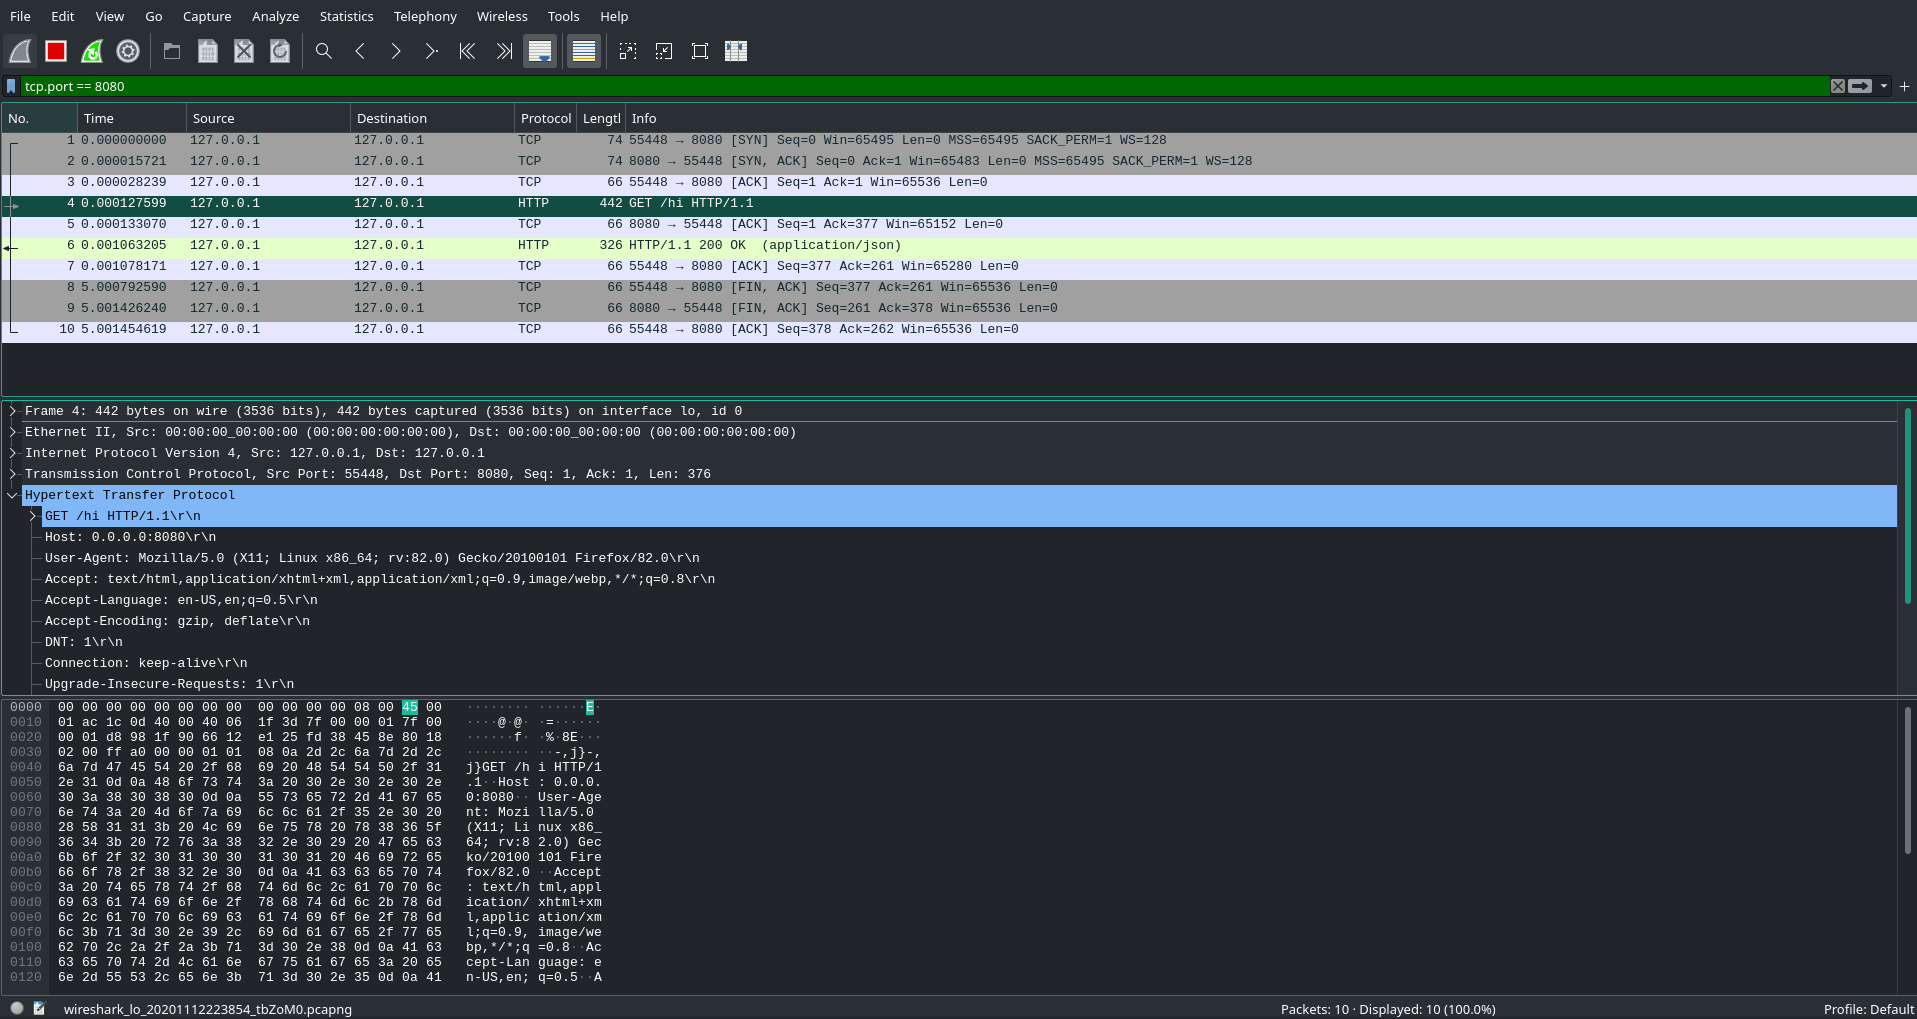 File Edit View Go Capture Analyze Statistics Telephony Wireless Tools Help
tcp.port == 8080
No. Time Source Destination Protocol Lengtl Info
1 0.000000000 127.0.0.1 127.0.0.1 TCP 74 55448 → 8080 [SYN] Seq=0 Win=65495 Len=0 MSS=65495 SACK_PERM=1 WS=128
2 0.000015721 127.0.0.1 127.0.0.1 TCP 74 8080 → 55448 [SYN, ACK] Seq=0 Ack=1 Win=65483 Len=0 MSS=65495 SACK_PERM=1 WS=128
3 0.000028239 127.0.0.1 127.0.0.1 TCP 66 55448 → 8080 [ACK] Seq=1 Ack=1 Win=65536 Len=0
4 0.000127599 127.0.0.1 127.0.0.1 HTTP 442 GET /hi HTTP/1.1
5 0.000133070 127.0.0.1 127.0.0.1 TCP 66 8080 → 55448 [ACK] Seq=1 Ack=377 Win=65152 Len=0
6 0.001063205 127.0.0.1 127.0.0.1 HTTP 326 HTTP/1.1 200 OK  (application/json)
7 0.001078171 127.0.0.1 127.0.0.1 TCP 66 55448 → 8080 [ACK] Seq=377 Ack=261 Win=65280 Len=0
8 5.000792590 127.0.0.1 127.0.0.1 TCP 66 55448 → 8080 [FIN, ACK] Seq=377 Ack=261 Win=65536 Len=0
9 5.001426240 127.0.0.1 127.0.0.1 TCP 66 8080 → 55448 [FIN, ACK] Seq=261 Ack=378 Win=65536 Len=0
10 5.001454619 127.0.0.1 127.0.0.1 TCP 66 55448 → 8080 [ACK] Seq=378 Ack=262 Win=65536 Len=0
Frame 4: 442 bytes on wire (3536 bits), 442 bytes captured (3536 bits) on interface lo, id 0
Ethernet II, Src: 00:00:00_00:00:00 (00:00:00:00:00:00), Dst: 00:00:00_00:00:00 (00:00:00:00:00:00)
Internet Protocol Version 4, Src: 127.0.0.1, Dst: 127.0.0.1
Transmission Control Protocol, Src Port: 55448, Dst Port: 8080, Seq: 1, Ack: 1, Len: 376
Hypertext Transfer Protocol
GET /hi HTTP/1.1\r\n
Host: 0.0.0.0:8080\r\n
User-Agent: Mozilla/5.0 (X11; Linux x86_64; rv:82.0) Gecko/20100101 Firefox/82.0\r\n
Accept: text/html,application/xhtml+xml,application/xml;q=0.9,image/webp,*/*;q=0.8\r\n
Accept-Language: en-US,en;q=0.5\r\n
Accept-Encoding: gzip, deflate\r\n
DNT: 1\r\n
Connection: keep-alive\r\n
Upgrade-Insecure-Requests: 1\r\n
0000 00 00 00 00 00 00 00 00 00 00 00 00 08 00 45 00 ········ ······E·
0010 01 ac 1c 0d 40 00 40 06 1f 3d 7f 00 00 01 7f 00 ····@·@· ·=······
0020 00 01 d8 98 1f 90 66 12 e1 25 fd 38 45 8e 80 18 ······f· ·%·8E···
0030 02 00 ff a0 00 00 01 01 08 0a 2d 2c 6a 7d 2d 2c ········ ··-,j}-,
0040 6a 7d 47 45 54 20 2f 68 69 20 48 54 54 50 2f 31 j}GET /h i HTTP/1
0050 2e 31 0d 0a 48 6f 73 74 3a 20 30 2e 30 2e 30 2e .1··Host : 0.0.0.
0060 30 3a 38 30 38 30 0d 0a 55 73 65 72 2d 41 67 65 0:8080·· User-Age
0070 6e 74 3a 20 4d 6f 7a 69 6c 6c 61 2f 35 2e 30 20 nt: Mozi lla/5.0
0080 28 58 31 31 3b 20 4c 69 6e 75 78 20 78 38 36 5f (X11; Li nux x86_
0090 36 34 3b 20 72 76 3a 38 32 2e 30 29 20 47 65 63 64; rv:8 2.0) Gec
00a0 6b 6f 2f 32 30 31 30 30 31 30 31 20 46 69 72 65 ko/20100 101 Fire
00b0 66 6f 78 2f 38 32 2e 30 0d 0a 41 63 63 65 70 74 fox/82.0 ··Accept
00c0 3a 20 74 65 78 74 2f 68 74 6d 6c 2c 61 70 70 6c : text/h tml,appl
00d0 69 63 61 74 69 6f 6e 2f 78 68 74 6d 6c 2b 78 6d ication/ xhtml+xm
00e0 6c 2c 61 70 70 6c 69 63 61 74 69 6f 6e 2f 78 6d l,applic ation/xm
00f0 6c 3b 71 3d 30 2e 39 2c 69 6d 61 67 65 2f 77 65 l;q=0.9, image/we
0100 62 70 2c 2a 2f 2a 3b 71 3d 30 2e 38 0d 0a 41 63 bp,*/*;q =0.8··Ac
0110 63 65 70 74 2d 4c 61 6e 67 75 61 67 65 3a 20 65 cept-Lan guage: e
0120 6e 2d 55 53 2c 65 6e 3b 71 3d 30 2e 35 0d 0a 41 n-US,en; q=0.5··A
wireshark_lo_20201112223854_tbZoM0.pcapng Packets: 10 · Displayed: 10 (100.0%) Profile: Default